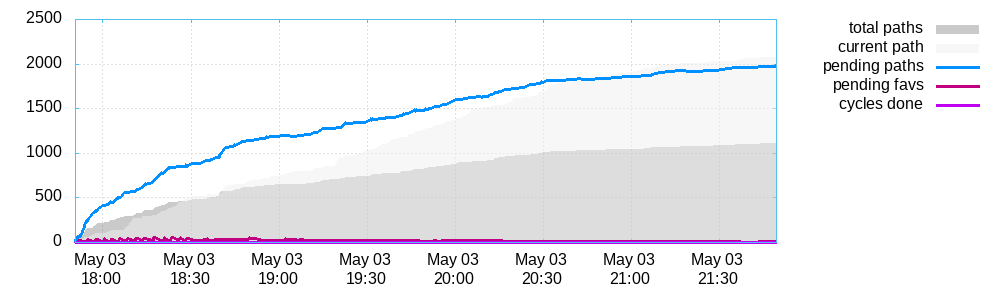 2500
2000
1500
1000
500
0
May 03 May 03 May 03 May 03 May 03 May 03 May 03 May 03
18:00 18:30 19:00 19:30 20:00 20:30 21:00 21:30
total paths
current path
pending paths
pending favs
cycles done